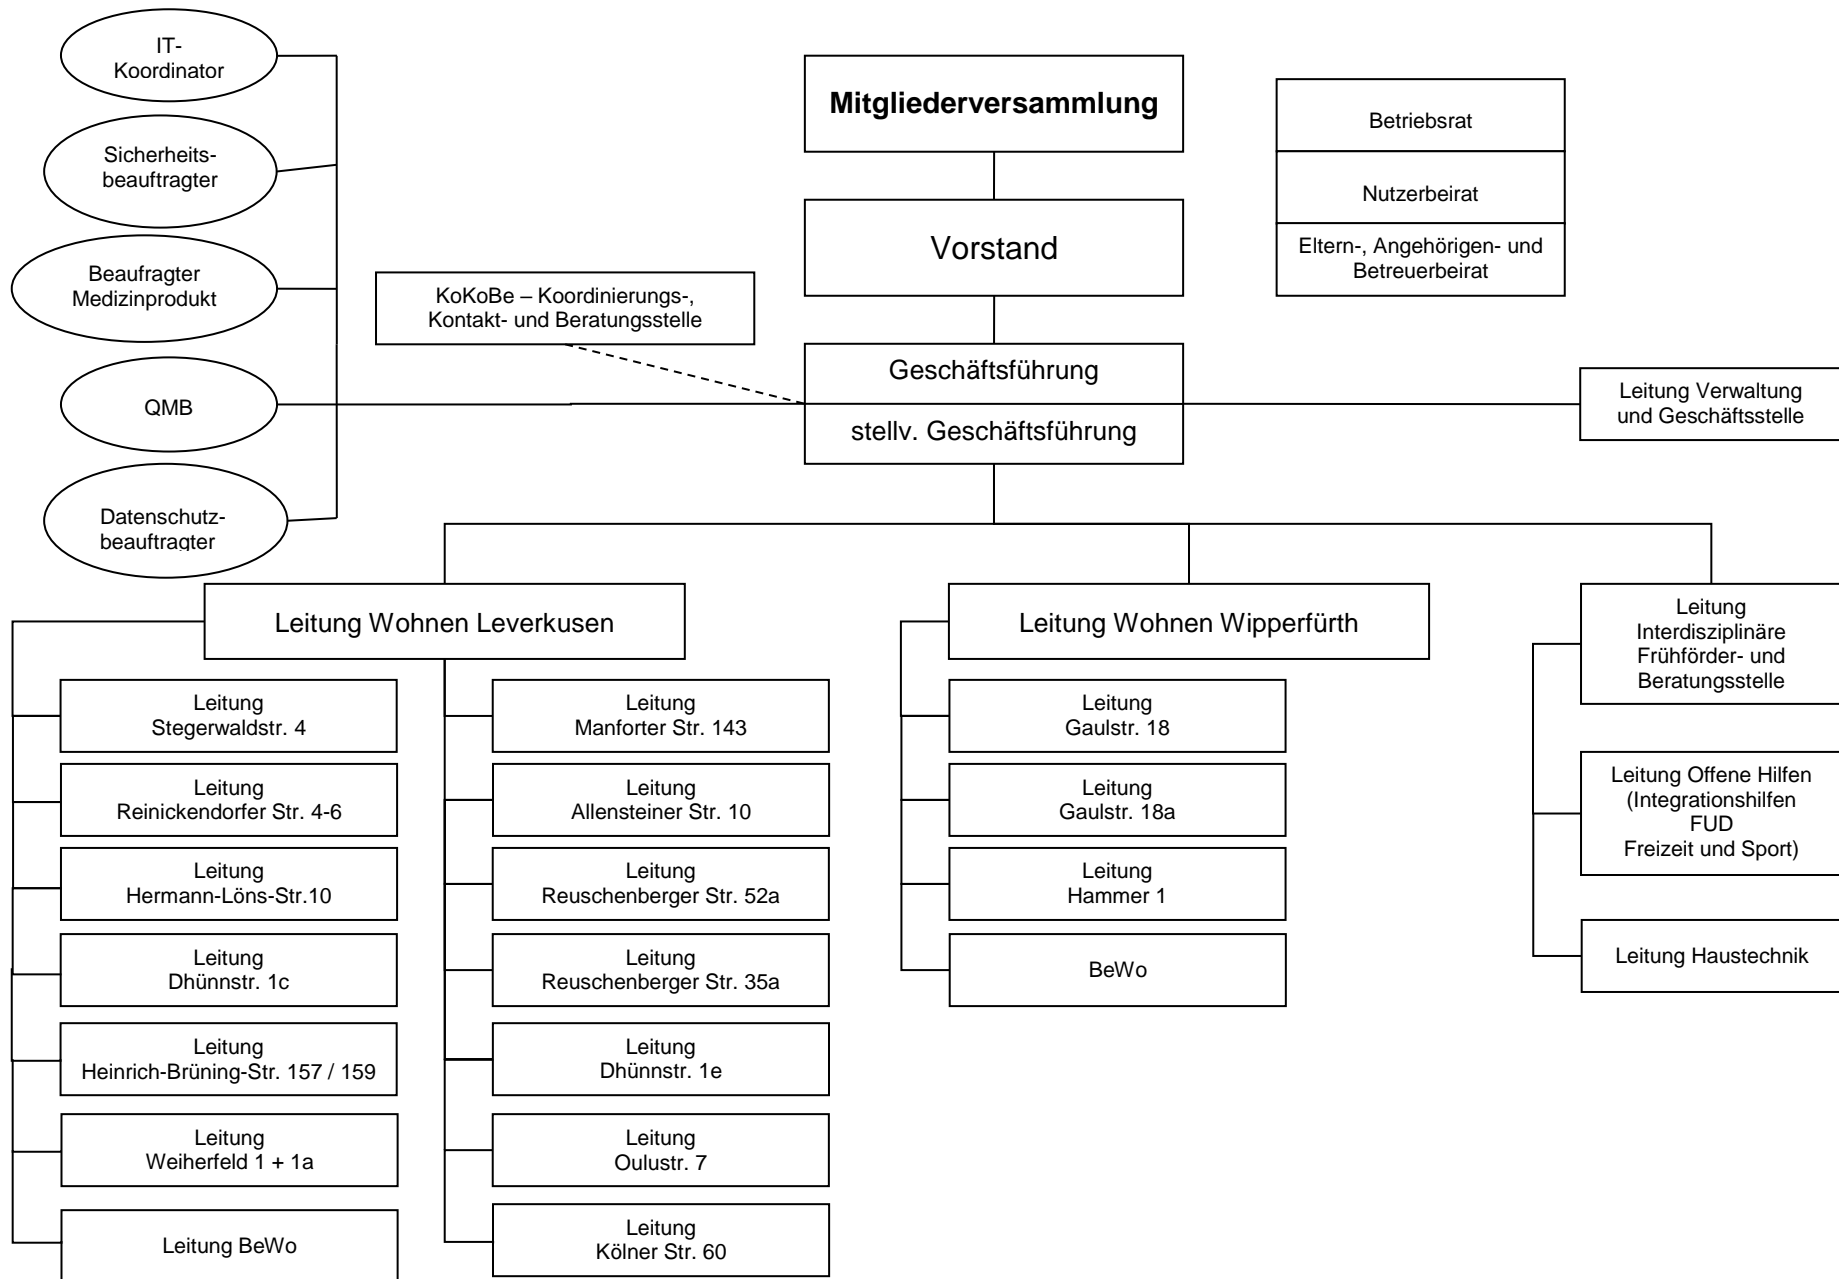 IT-
Koordinator
Sicherheits-
beauftragter
Beaufragter
Medizinprodukt
QMB
Datenschutz-
beauftragter
Mitgliederversammlung
Vorstand
KoKoBe – Koordinierungs-,
Kontakt- und Beratungsstelle
Geschäftsführung
stellv. Geschäftsführung
Betriebsrat
Nutzerbeirat
Eltern-, Angehörigen- und
Betreuerbeirat
Leitung Verwaltung
und Geschäftsstelle
Leitung Wohnen Leverkusen
Leitung
Stegerwaldstr. 4
Leitung
Reinickendorfer Str. 4-6
Leitung
Hermann-Löns-Str.10
Leitung
Dhünnstr. 1c
Leitung
Heinrich-Brüning-Str. 157 / 159
Leitung
Weiherfeld 1 + 1a
Leitung BeWo
Leitung
Manforter Str. 143
Leitung
Allensteiner Str. 10
Leitung
Reuschenberger Str. 52a
Leitung
Reuschenberger Str. 35a
Leitung
Dhünnstr. 1e
Leitung
Oulustr. 7
Leitung
Kölner Str. 60
Leitung Wohnen Wipperfürth
Leitung
Gaulstr. 18
Leitung
Gaulstr. 18a
Leitung
Hammer 1
BeWo
Leitung
Interdisziplinäre
Frühförder- und
Beratungsstelle
Leitung Offene Hilfen
(Integrationshilfen
FUD
Freizeit und Sport)
Leitung Haustechnik